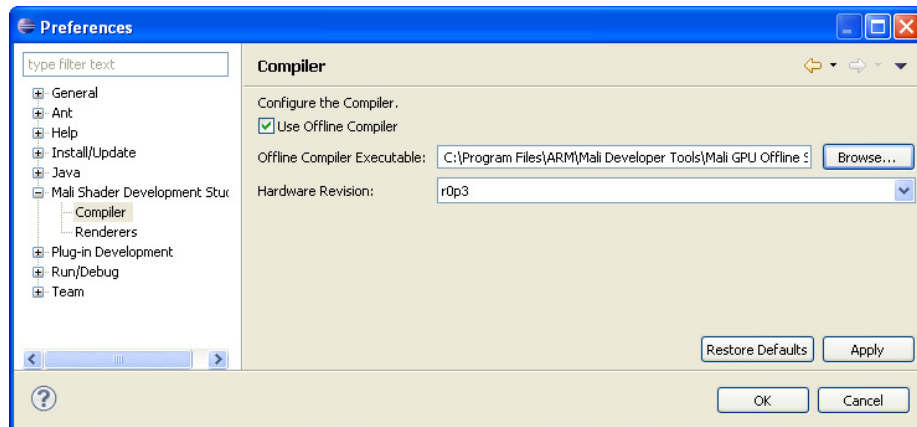 Preferences
type filter text
General
Ant
Help
Install/Update
Java
Mali Shader Development Stuc
Compiler
Renderers
Plug-in Development
Run/Debug
Team
Compiler
Configure the Compiler.
Use Offline Compiler
Offline Compiler Executable: C:\Program Files\ARM\Mali Developer Tools\Mali GPU Offline S Browse...
Hardware Revision: r0p3
Restore Defaults Apply
? OK Cancel